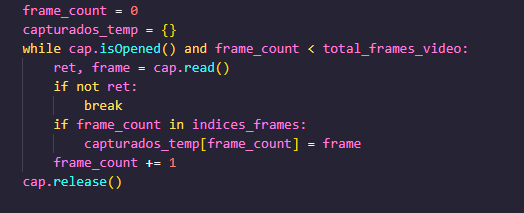 frame_count = 0
capturados_temp = {}
while cap.isOpened() and frame_count < total_frames_video:
    ret, frame = cap.read()
    if not ret:
        break
    if frame_count in indices_frames:
        capturados_temp[frame_count] = frame
    frame_count += 1
cap.release()